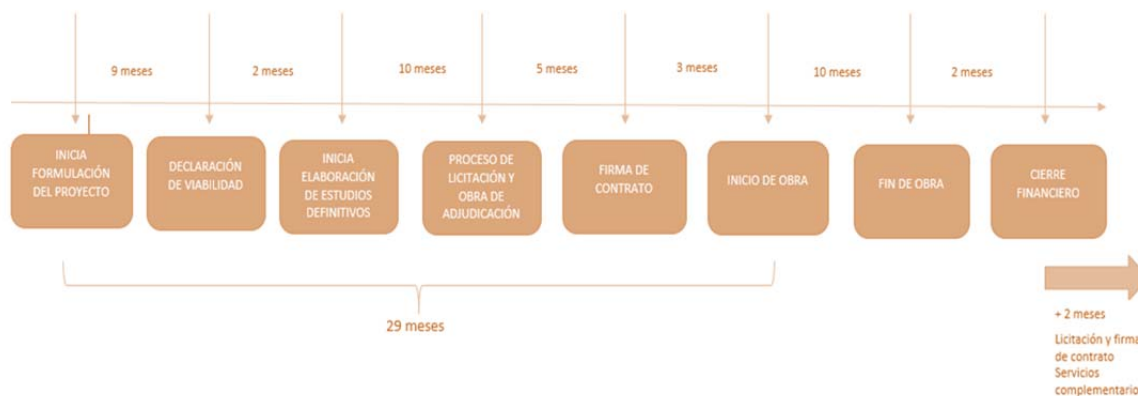 9 meses
2 meses
10 meses
5 meses
3 meses
10 meses
2 meses
INICIA
FORMULACIÓN
DEL PROYECTO
DECLARACIÓN
DE VIABILIDAD
INICIA
ELABORACIÓN
DE ESTUDIOS
DEFINITIVOS
PROCESO DE
LICITACIÓN Y
OBRA DE
ADJUDICACIÓN
FIRMA DE
CONTRATO
INICIO DE OBRA
FIN DE OBRA
CIERRE
FINANCIERO
29 meses
+ 2 meses
Licitación y firma
de contrato
Servicios
complementario